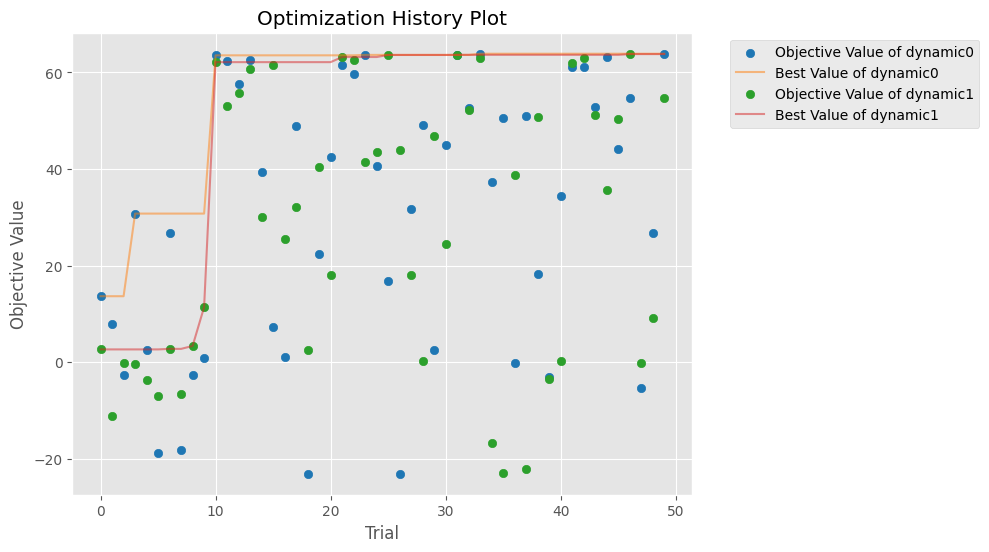 Optimization History Plot
Objective Value of dynamic0
Best Value of dynamic0
Objective Value of dynamic1
Best Value of dynamic1
Objective Value
60
40
20
0
−20
0 10 20 30 40 50
Trial